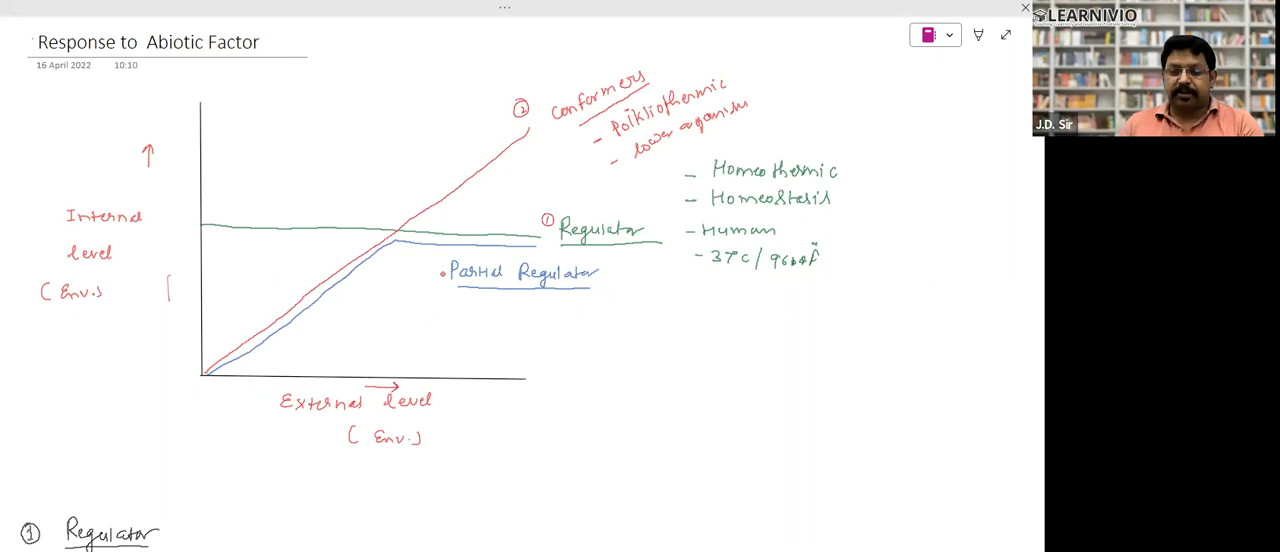 Response to Abiotic Factor
16 April 2022 10:10
LEARNIVIO
J.D. Sir
② Conformers
- Poikliothermic
- lower organism
- Homeothermic
- Homeostasis
- Human
- 37°C /
① Regulator
Partial Regulator
↑
Internal
level
( Env.)
→
External level
( Env.)
① Regulator